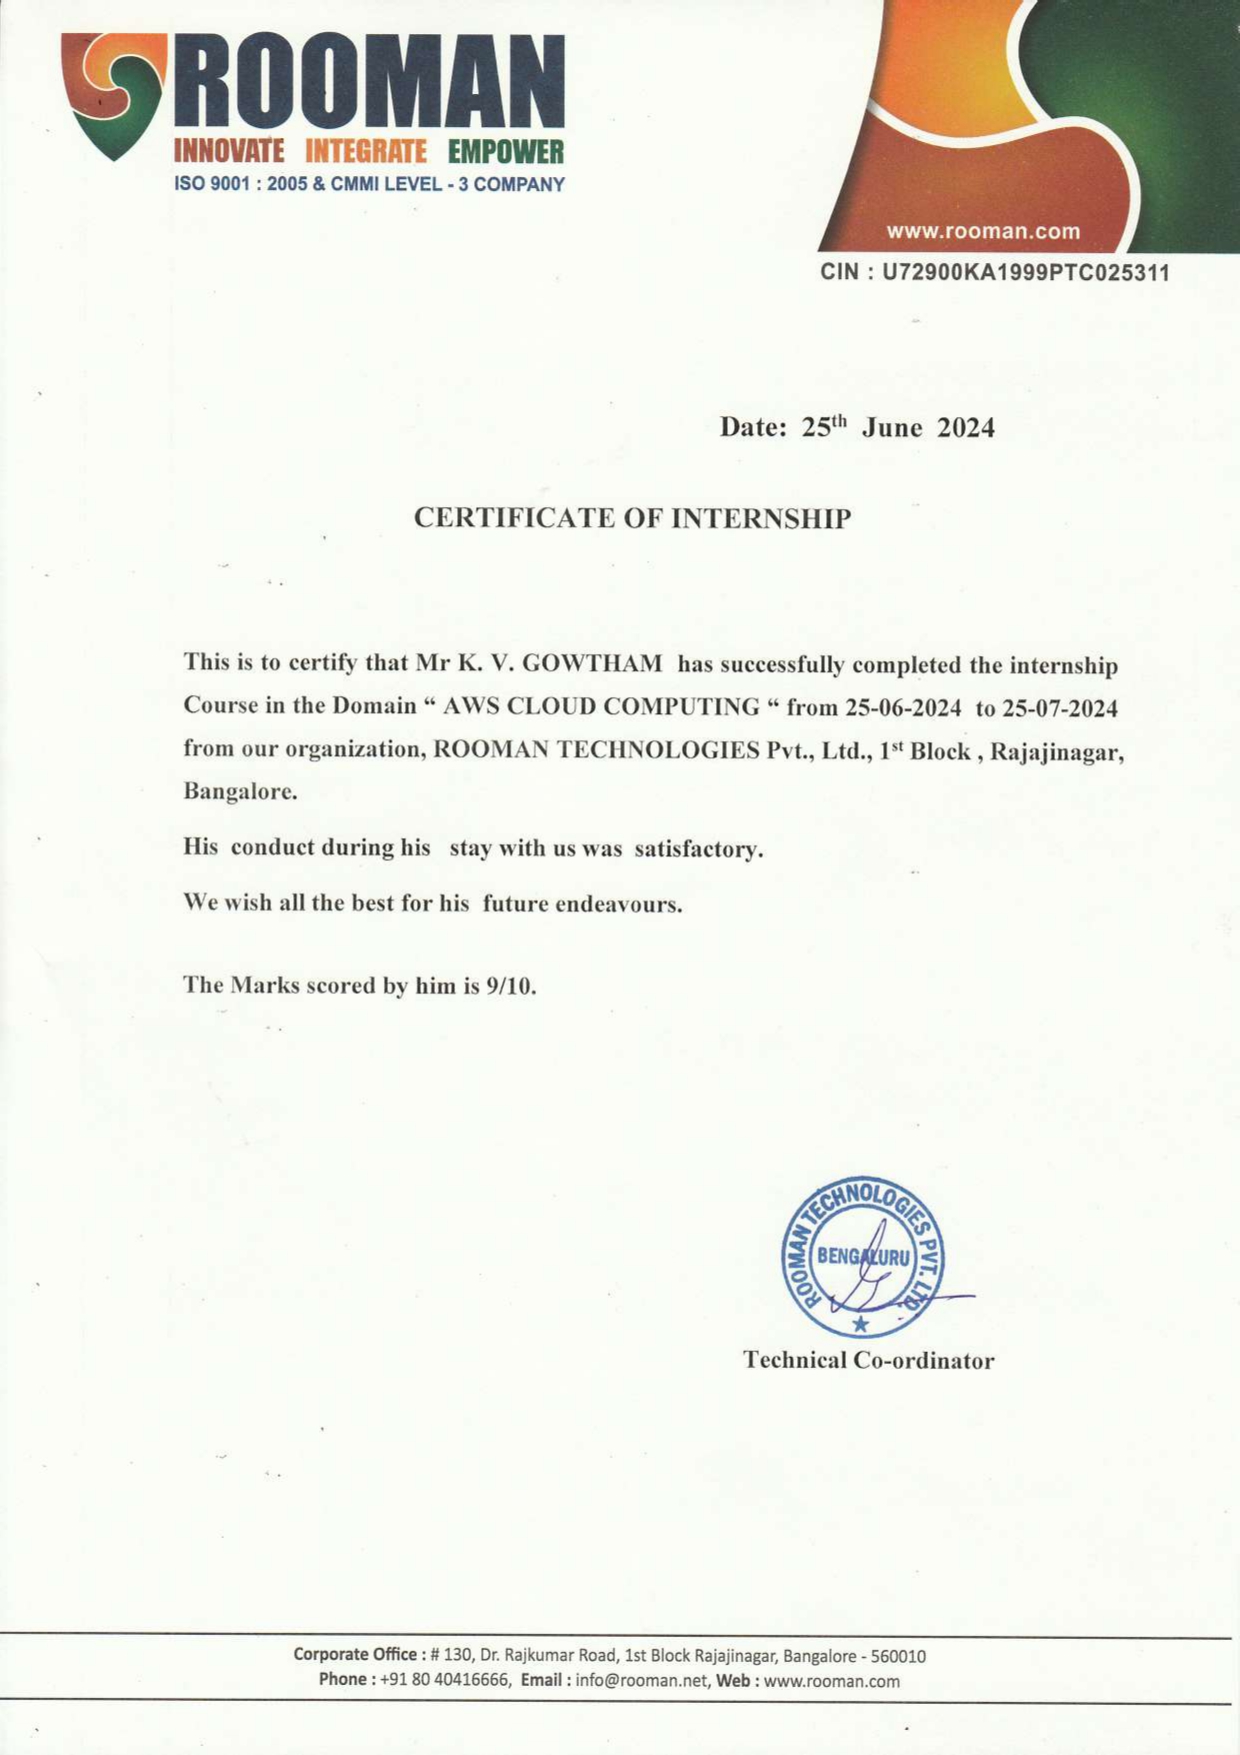 ROOMAN
INNOVATE INTEGRATE EMPOWER
ISO 9001 : 2005 & CMMI LEVEL - 3 COMPANY
www.rooman.com
CIN : U72900KA1999PTC025311
Date: 25th June 2024
CERTIFICATE OF INTERNSHIP
This is to certify that Mr K. V. GOWTHAM has successfully completed the internship
Course in the Domain “ AWS CLOUD COMPUTING “ from 25-06-2024 to 25-07-2024
from our organization, ROOMAN TECHNOLOGIES Pvt., Ltd., 1st Block , Rajajinagar,
Bangalore.
His conduct during his stay with us was satisfactory.
We wish all the best for his future endeavours.
The Marks scored by him is 9/10.
ROOMAN TECHNOLOGIES PVT. LTD.
BENGALURU
Technical Co-ordinator
Corporate Office : # 130, Dr. Rajkumar Road, 1st Block Rajajinagar, Bangalore - 560010
Phone : +91 80 40416666, Email : info@rooman.net, Web : www.rooman.com